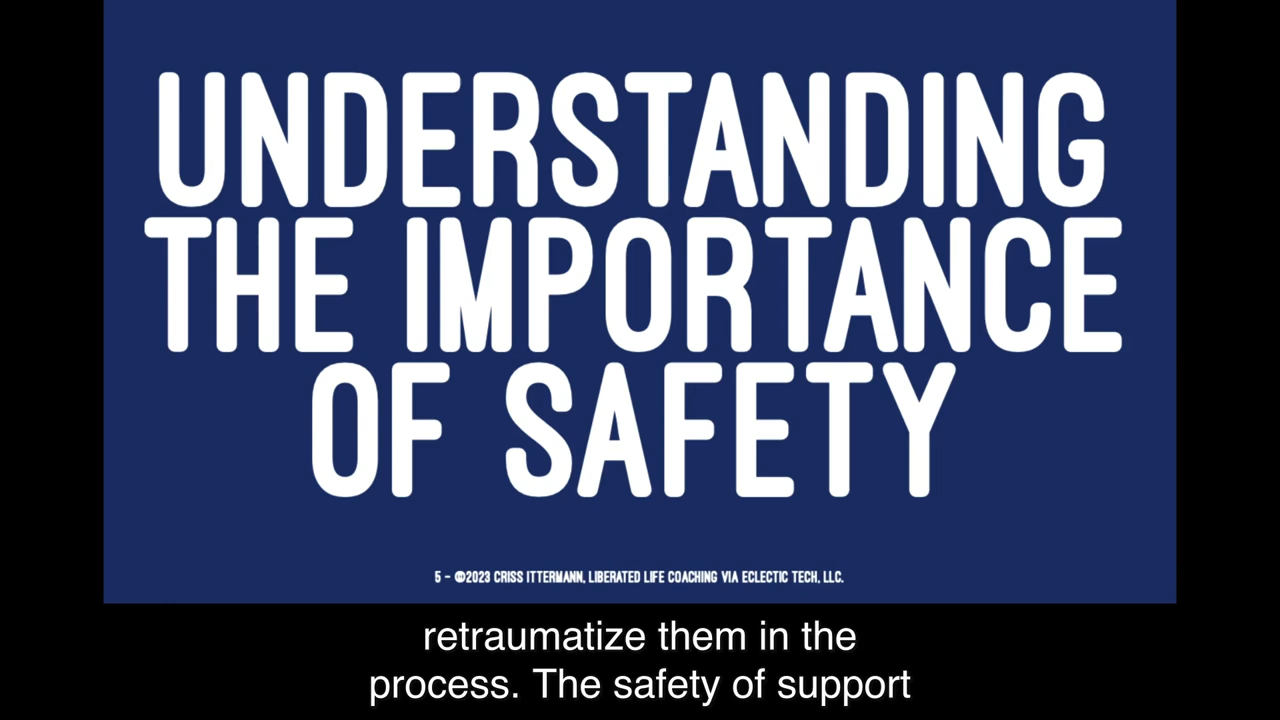 UNDERSTANDING
THE IMPORTANCE
OF SAFETY
5 - ©2023 CRISS ITTERMANN, LIBERATED LIFE COACHING VIA ECLECTIC TECH, LLC.
retraumatize them in the
process. The safety of support